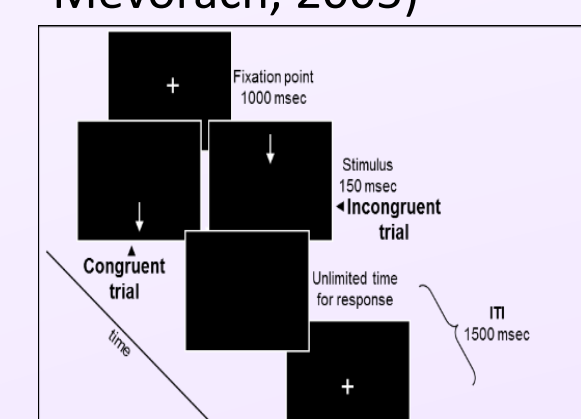 Mevorach, 2005)
Fixation point
1000 msec
Stimulus
150 msec
Incongruent
trial
Congruent
trial
Unlimited time
for response
ITI
1500 msec
time